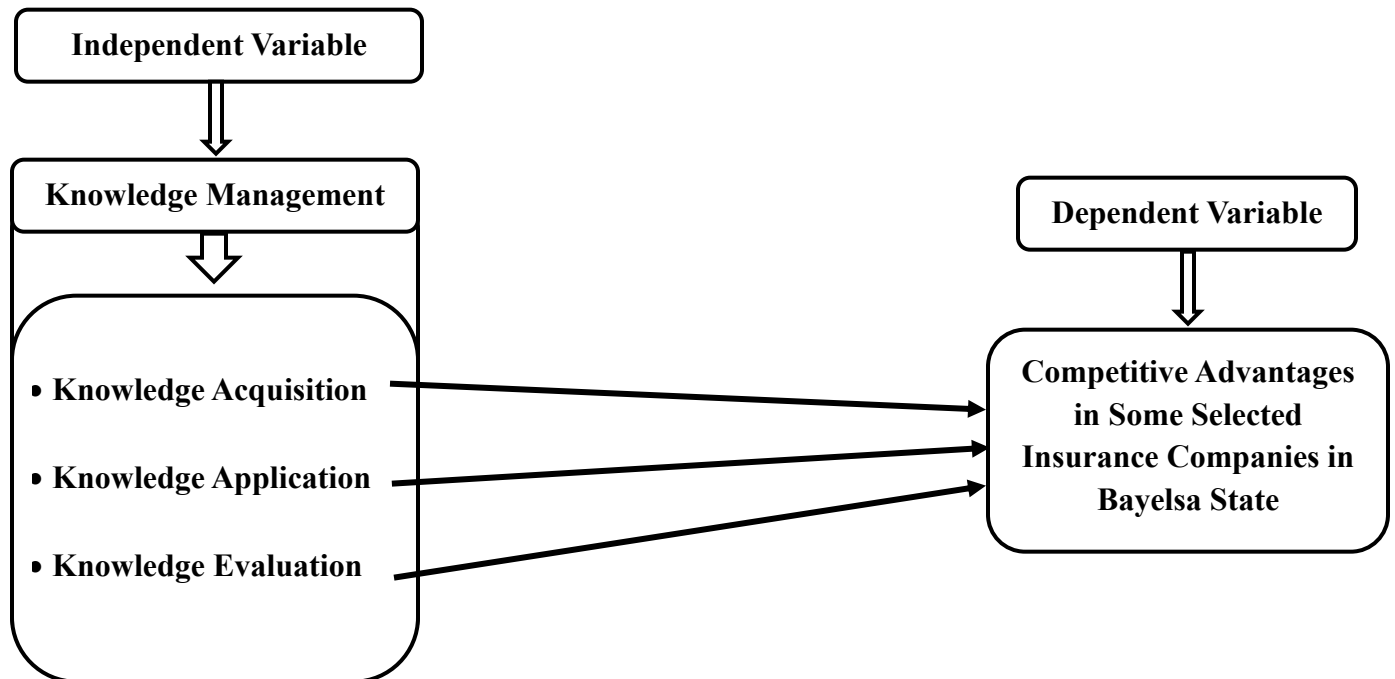 Independent Variable
Knowledge Management
• Knowledge Acquisition
• Knowledge Application
• Knowledge Evaluation
Dependent Variable
Competitive Advantages
in Some Selected
Insurance Companies in
Bayelsa State